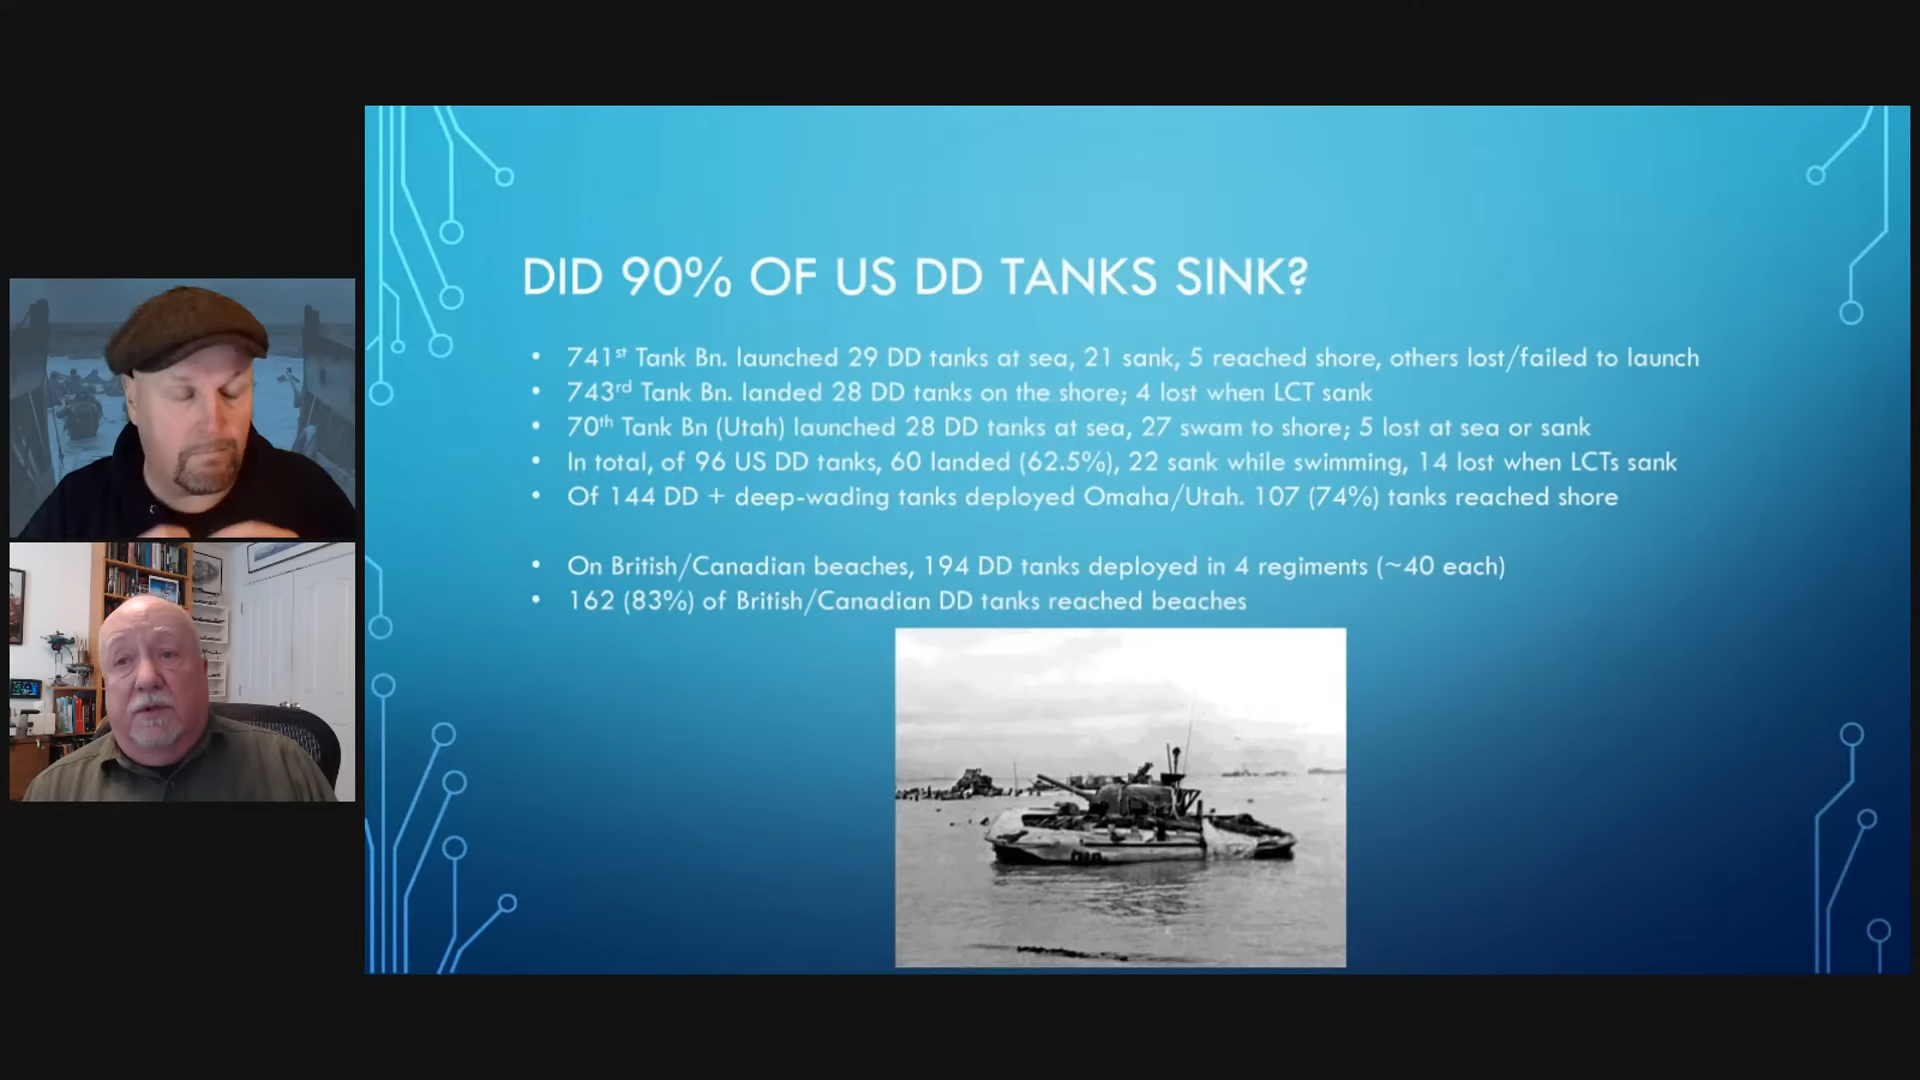 DID 90% OF US DD TANKS SINK?
• 741st Tank Bn. launched 29 DD tanks at sea, 21 sank, 5 reached shore, others lost/failed to launch
• 743rd Tank Bn. landed 28 DD tanks on the shore; 4 lost when LCT sank
• 70th Tank Bn (Utah) launched 28 DD tanks at sea, 27 swam to shore; 5 lost at sea or sank
• In total, of 96 US DD tanks, 60 landed (62.5%), 22 sank while swimming, 14 lost when LCTs sank
• Of 144 DD + deep-wading tanks deployed Omaha/Utah. 107 (74%) tanks reached shore
• On British/Canadian beaches, 194 DD tanks deployed in 4 regiments (~40 each)
• 162 (83%) of British/Canadian DD tanks reached beaches